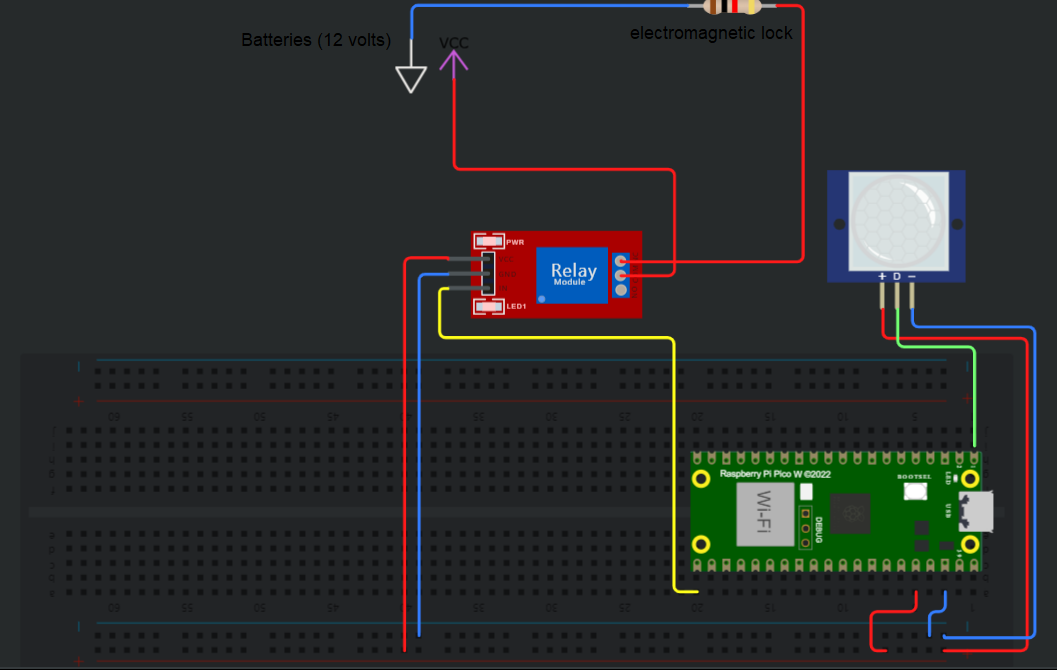 electromagnetic lock
Batteries (12 volts)
VCC
PWR
Relay
Module
LED1
+ D −
60 55 50 45 40 35 30 25 20 15 10 5
Raspberry Pi Pico W ©2022
BOOTSEL
LED
USB
Wi-Fi
DEBUG
60 55 50 45 40 35 30 25 20 15 10